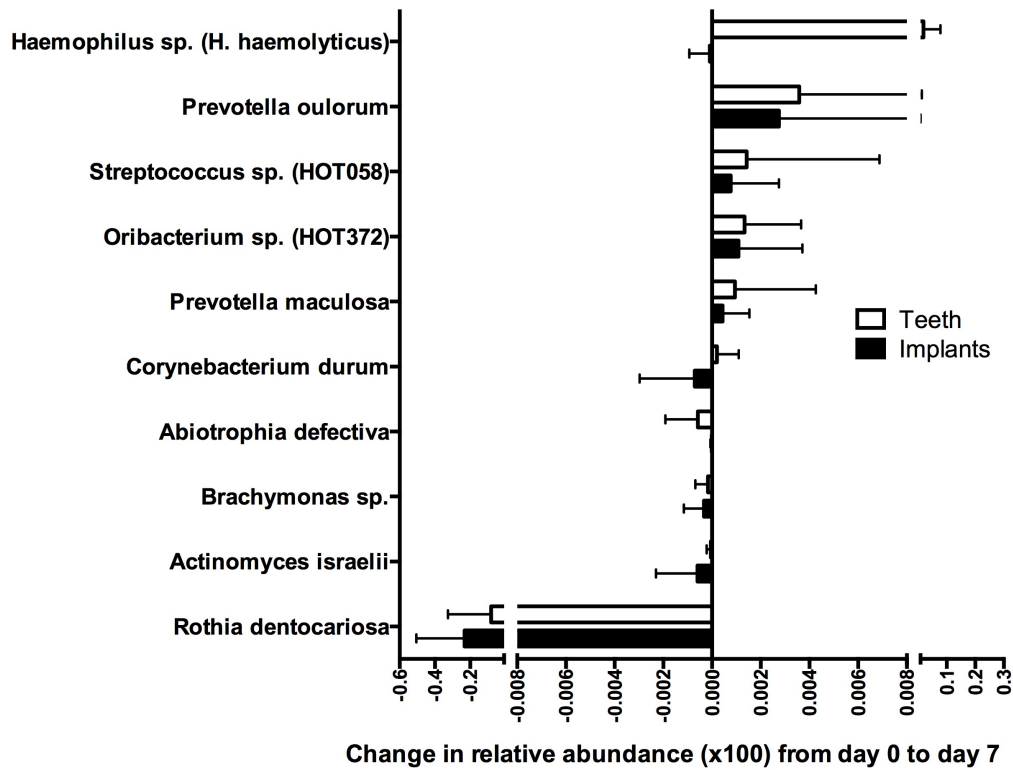 Haemophilus sp. (H. haemolyticus)
Prevotella oulorum
Streptococcus sp. (HOT058)
Oribacterium sp. (HOT372)
Prevotella maculosa
Corynebacterium durum
Abiotrophia defectiva
Brachymonas sp.
Actinomyces israelii
Rothia dentocariosa
Teeth
Implants
-0.6 -0.4 -0.2 -0.008 -0.006 -0.004 -0.002 0.000 0.002 0.004 0.006 0.008 0.1 0.2 0.3
Change in relative abundance (x100) from day 0 to day 7